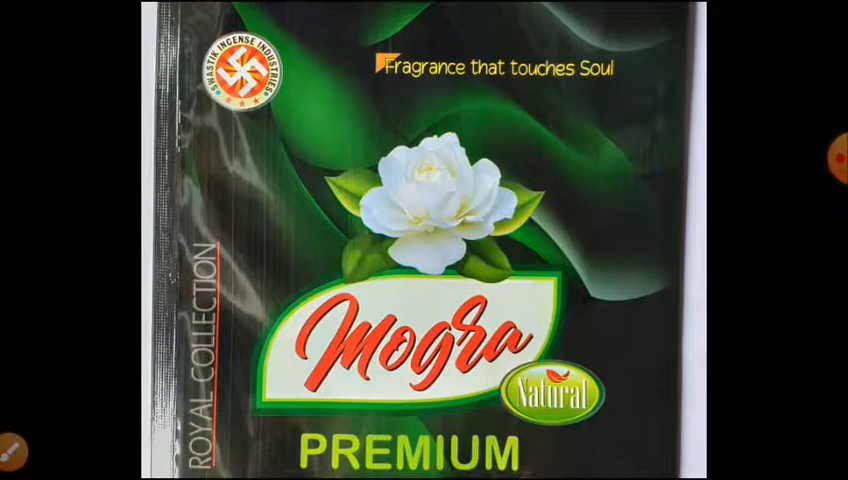 SWASTIK INCENSE INDUSTRIES
Fragrance that touches Soul
ROYAL COLLECTION
Mogra
Natural
PREMIUM